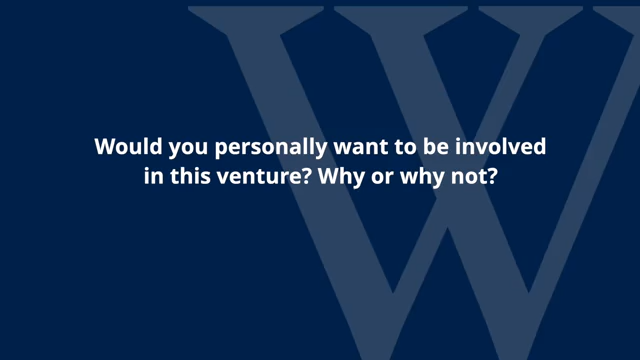 Would you personally want to be involved
in this venture? Why or why not?